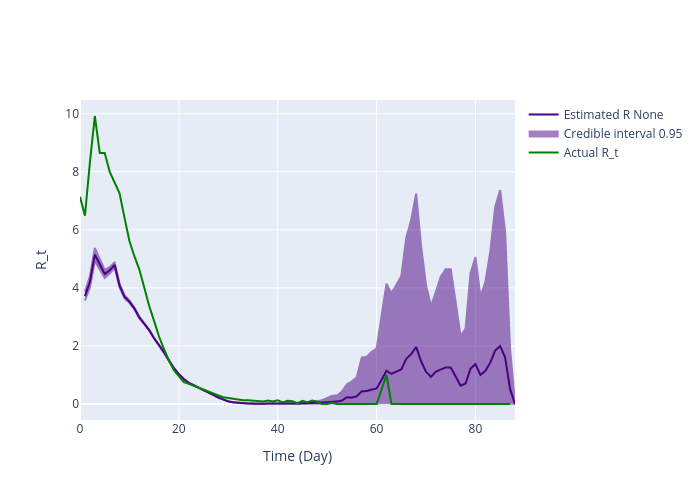 Estimated R None
Credible interval 0.95
Actual R_t
10
8
6
4
2
0
R_t
0 20 40 60 80
Time (Day)